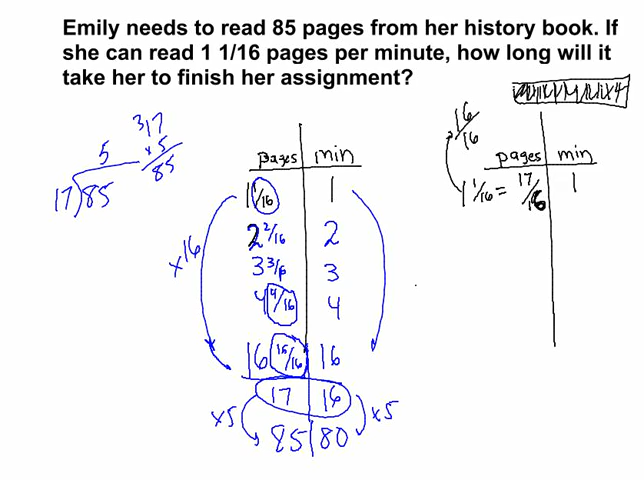 Emily needs to read 85 pages from her history book. If
she can read 1 1/16 pages per minute, how long will it
take her to finish her assignment?
317
x5
85
5
17)85
pages | min
1 1/16 | 1
2 2/16 | 2
3 3/16 | 3
4 4/16 | 4
16 16/16 | 16
17 | 16
85 | 80
x16
x5
x5
16/16
x4
pages | min
1 1/16 = 17/16 | 1